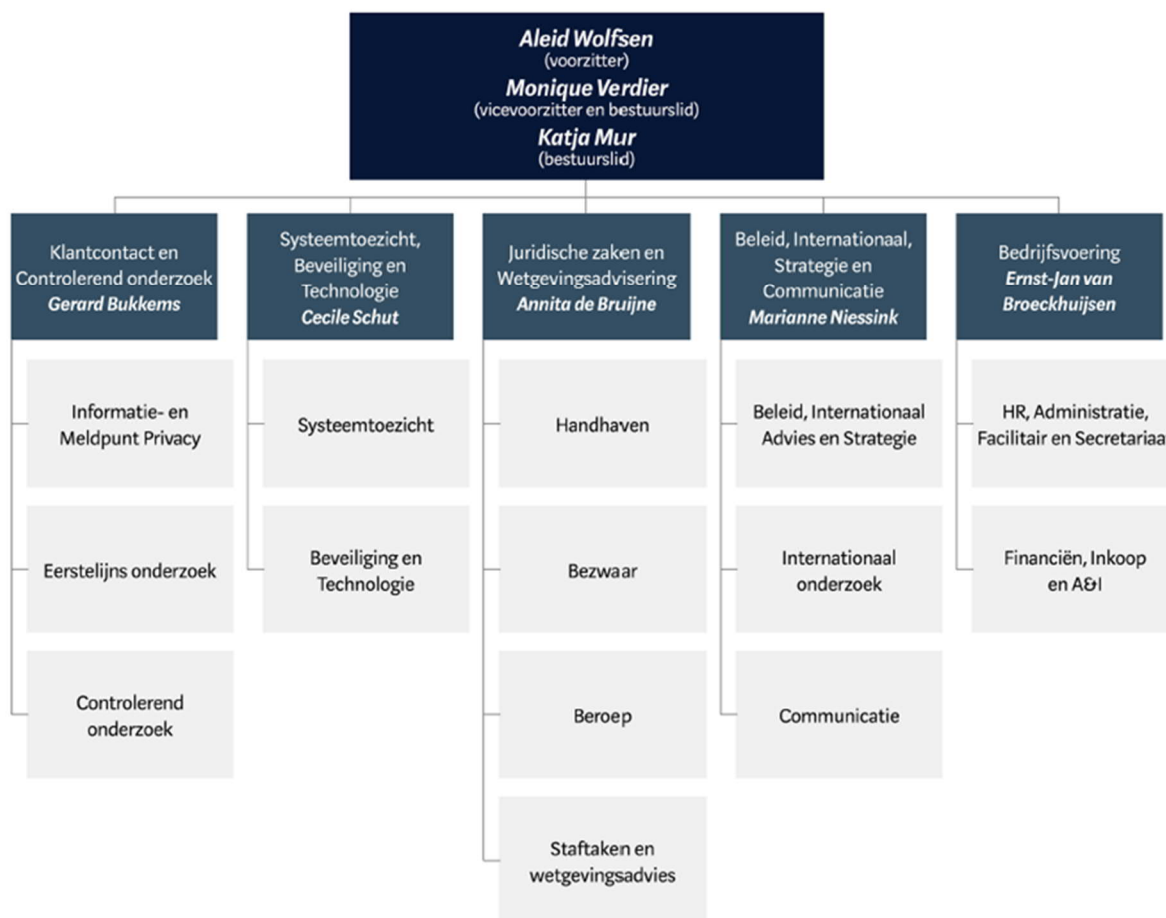 Aleid Wolfsen
(voorzitter)
Monique Verdier
(vicevoorzitter en bestuurslid)
Katja Mur
(bestuurslid)
Klantcontact en
Controlerend onderzoek
Gerard Bukkems
Systeemtoezicht,
Beveiliging en
Technologie
Cecile Schut
Juridische zaken en
Wetgevingsadvisering
Annita de Bruijne
Beleid, Internationaal,
Strategie en
Communicatie
Marianne Niessink
Bedrijfsvoering
Ernst-Jan van
Broeckhuijsen
Informatie- en
Meldpunt Privacy
Systeemtoezicht
Handhaven
Beleid, Internationaal
Advies en Strategie
HR, Administratie,
Facilitair en Secretariaa
Eerstelijns onderzoek
Beveiliging en
Technologie
Bezwaar
Internationaal
onderzoek
Financiën, Inkoop
en A&I
Controlerend
onderzoek
Beroep
Communicatie
Staftaken en
wetgevingsadvies